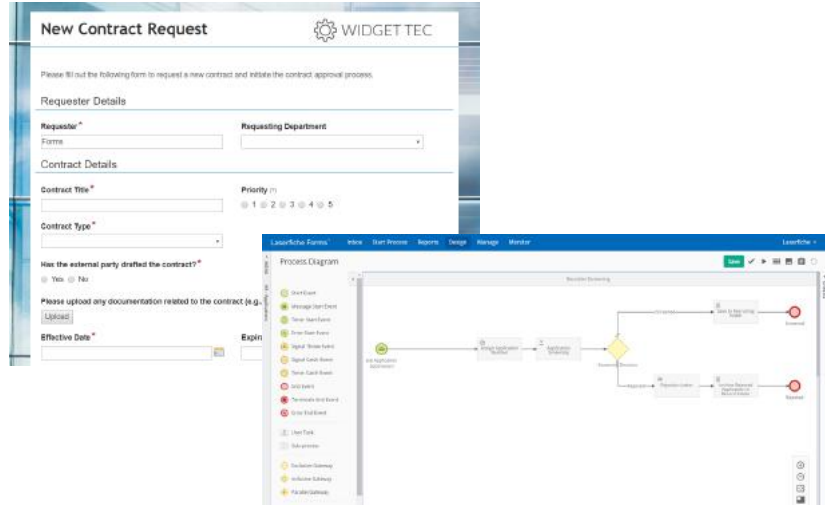 New Contract Request
WIDGET TEC
Please fill out the following form to request a new contract and initiate the contract approval process.
Requester Details
Requester *
Requesting Department
Forms
Contract Details
Contract Title *
Priority (?)
1 2 3 4 5
Contract Type *
Has the external party drafted the contract? *
Yes No
Please upload any documentation related to the contract (e.g.,
Upload
Effective Date *
Expira
Laserfiche Forms
Inbox Start Process Reports Design Manage Monitor
Laserfiche
Process Diagram
Save
Start Event
Message Start Event
Timer Start Event
Error Start Event
Signal Throw Event
Signal Catch Event
Timer Catch Event
End Event
Terminate End Event
Error End Event
User Task
Sub-process
Exclusive Gateway
Inclusive Gateway
Parallel Gateway
Application
Screening